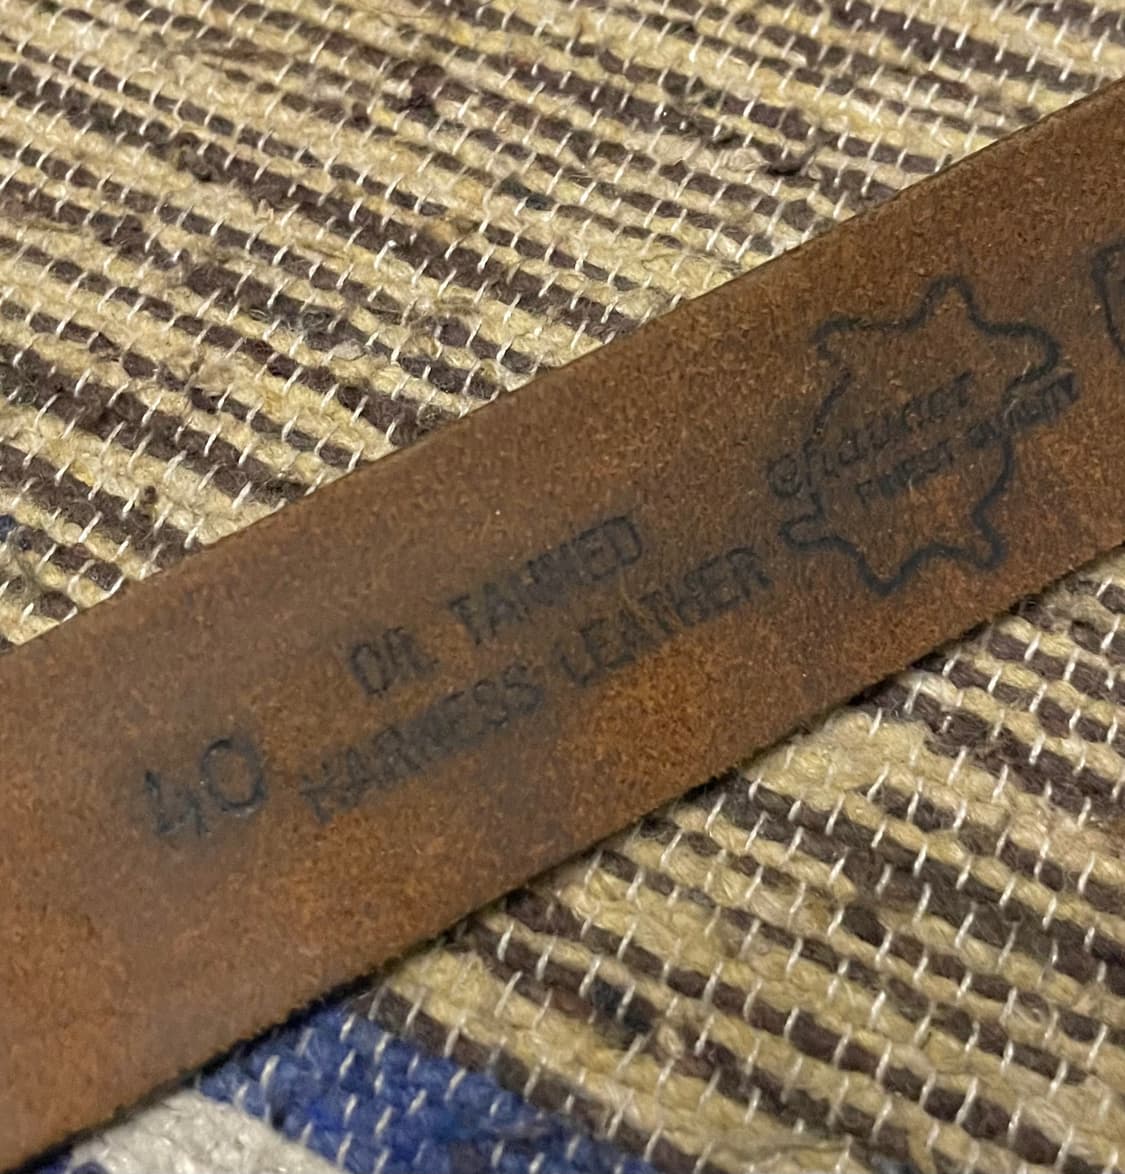 40
OIL TANNED
HARNESS LEATHER
FINEST QUALITY